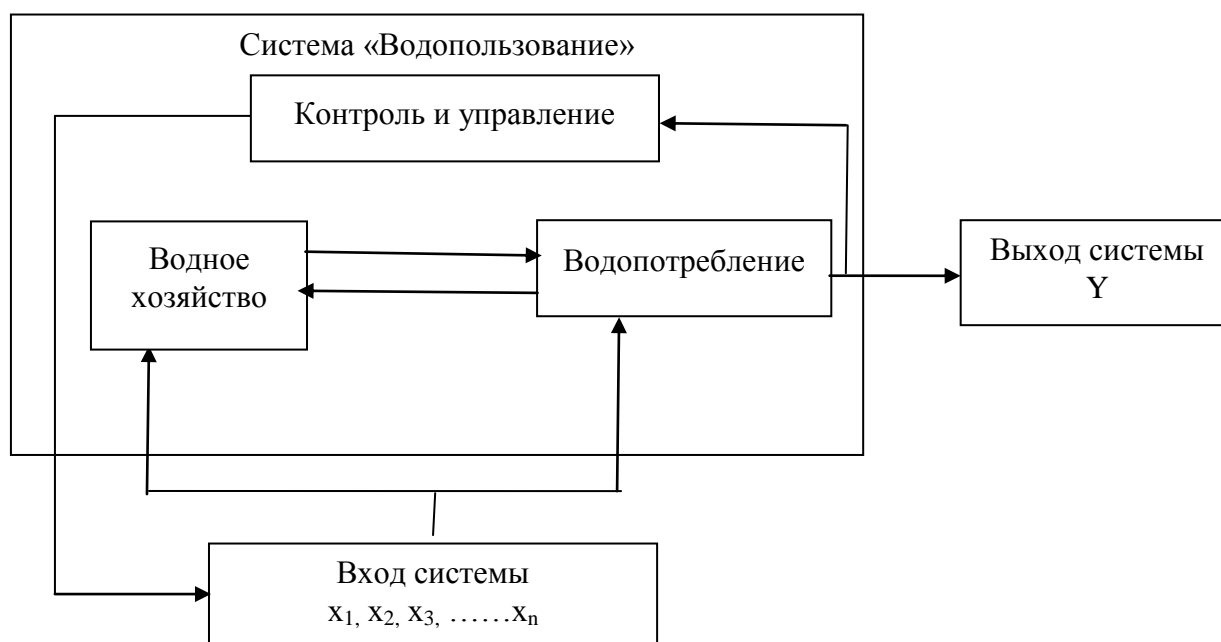 Система «Водопользование»
Контроль и управление
Водное
хозяйство
Водопотребление
Выход системы
Y
Вход системы
x₁, x₂, x₃, ……xₙ